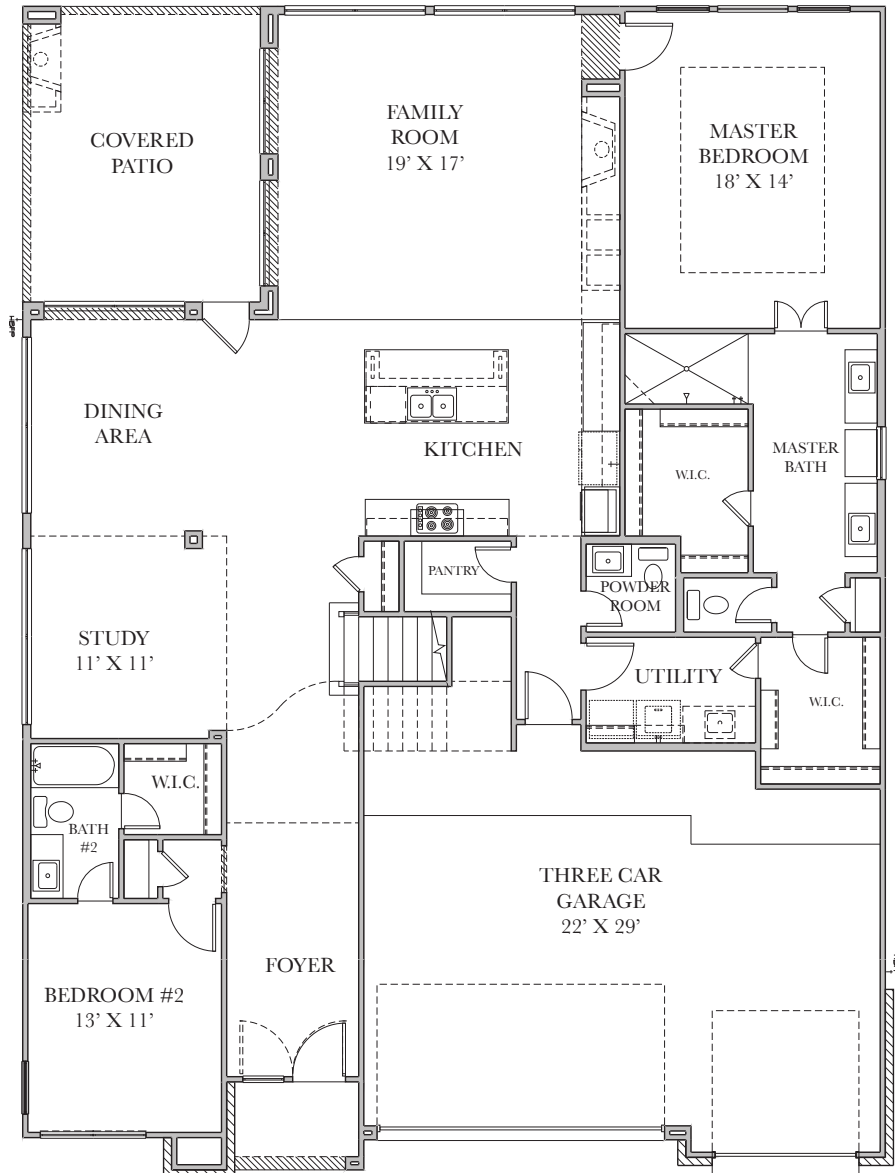 COVERED
PATIO
FAMILY
ROOM
19’ X 17’
MASTER
BEDROOM
18’ X 14’
DINING
AREA
KITCHEN
MASTER
BATH
W.I.C.
PANTRY
POWDER
ROOM
STUDY
11’ X 11’
UTILITY
W.I.C.
W.I.C.
BATH
#2
THREE CAR
GARAGE
22’ X 29’
FOYER
BEDROOM #2
13’ X 11’